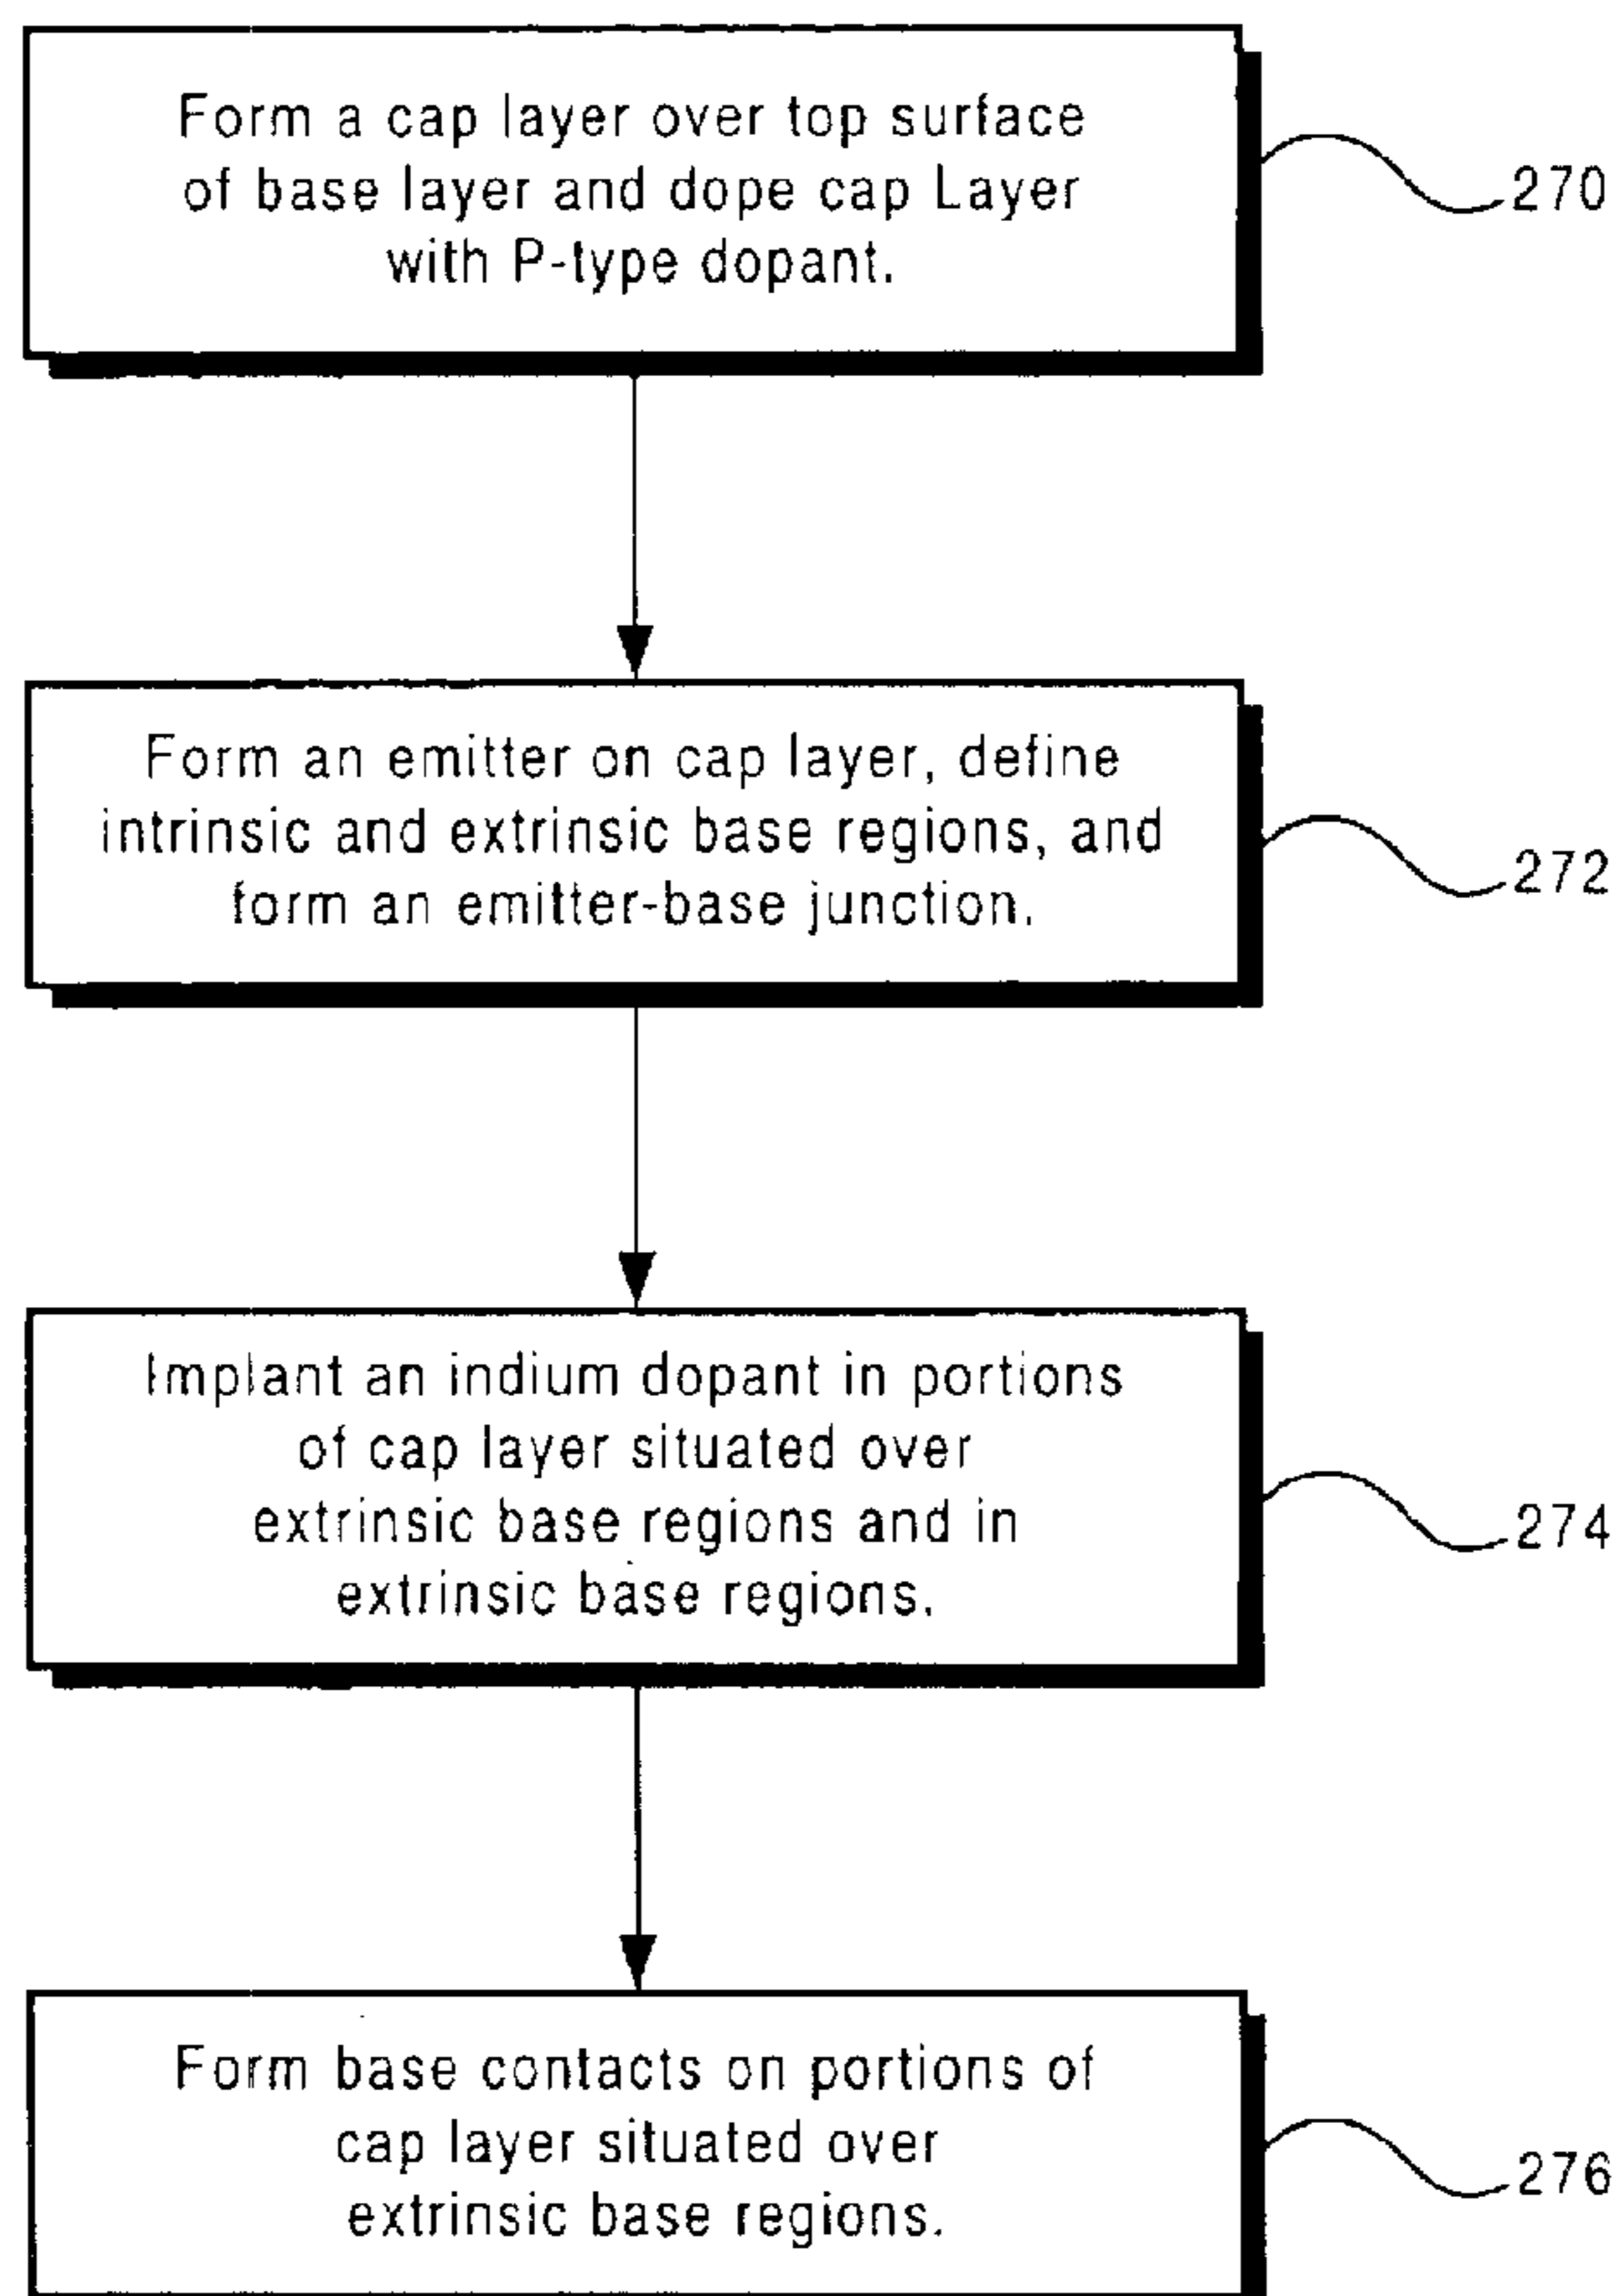 Form a cap layer over top surface
of base layer and dope cap Layer
with P-type dopant.
270
Form an emitter on cap layer, define
intrinsic and extrinsic base regions, and
form an emitter-base junction.
272
Implant an indium dopant in portions
of cap layer situated over
extrinsic base regions and in
extrinsic base regions.
274
Form base contacts on portions of
cap layer situated over
extrinsic base regions.
276